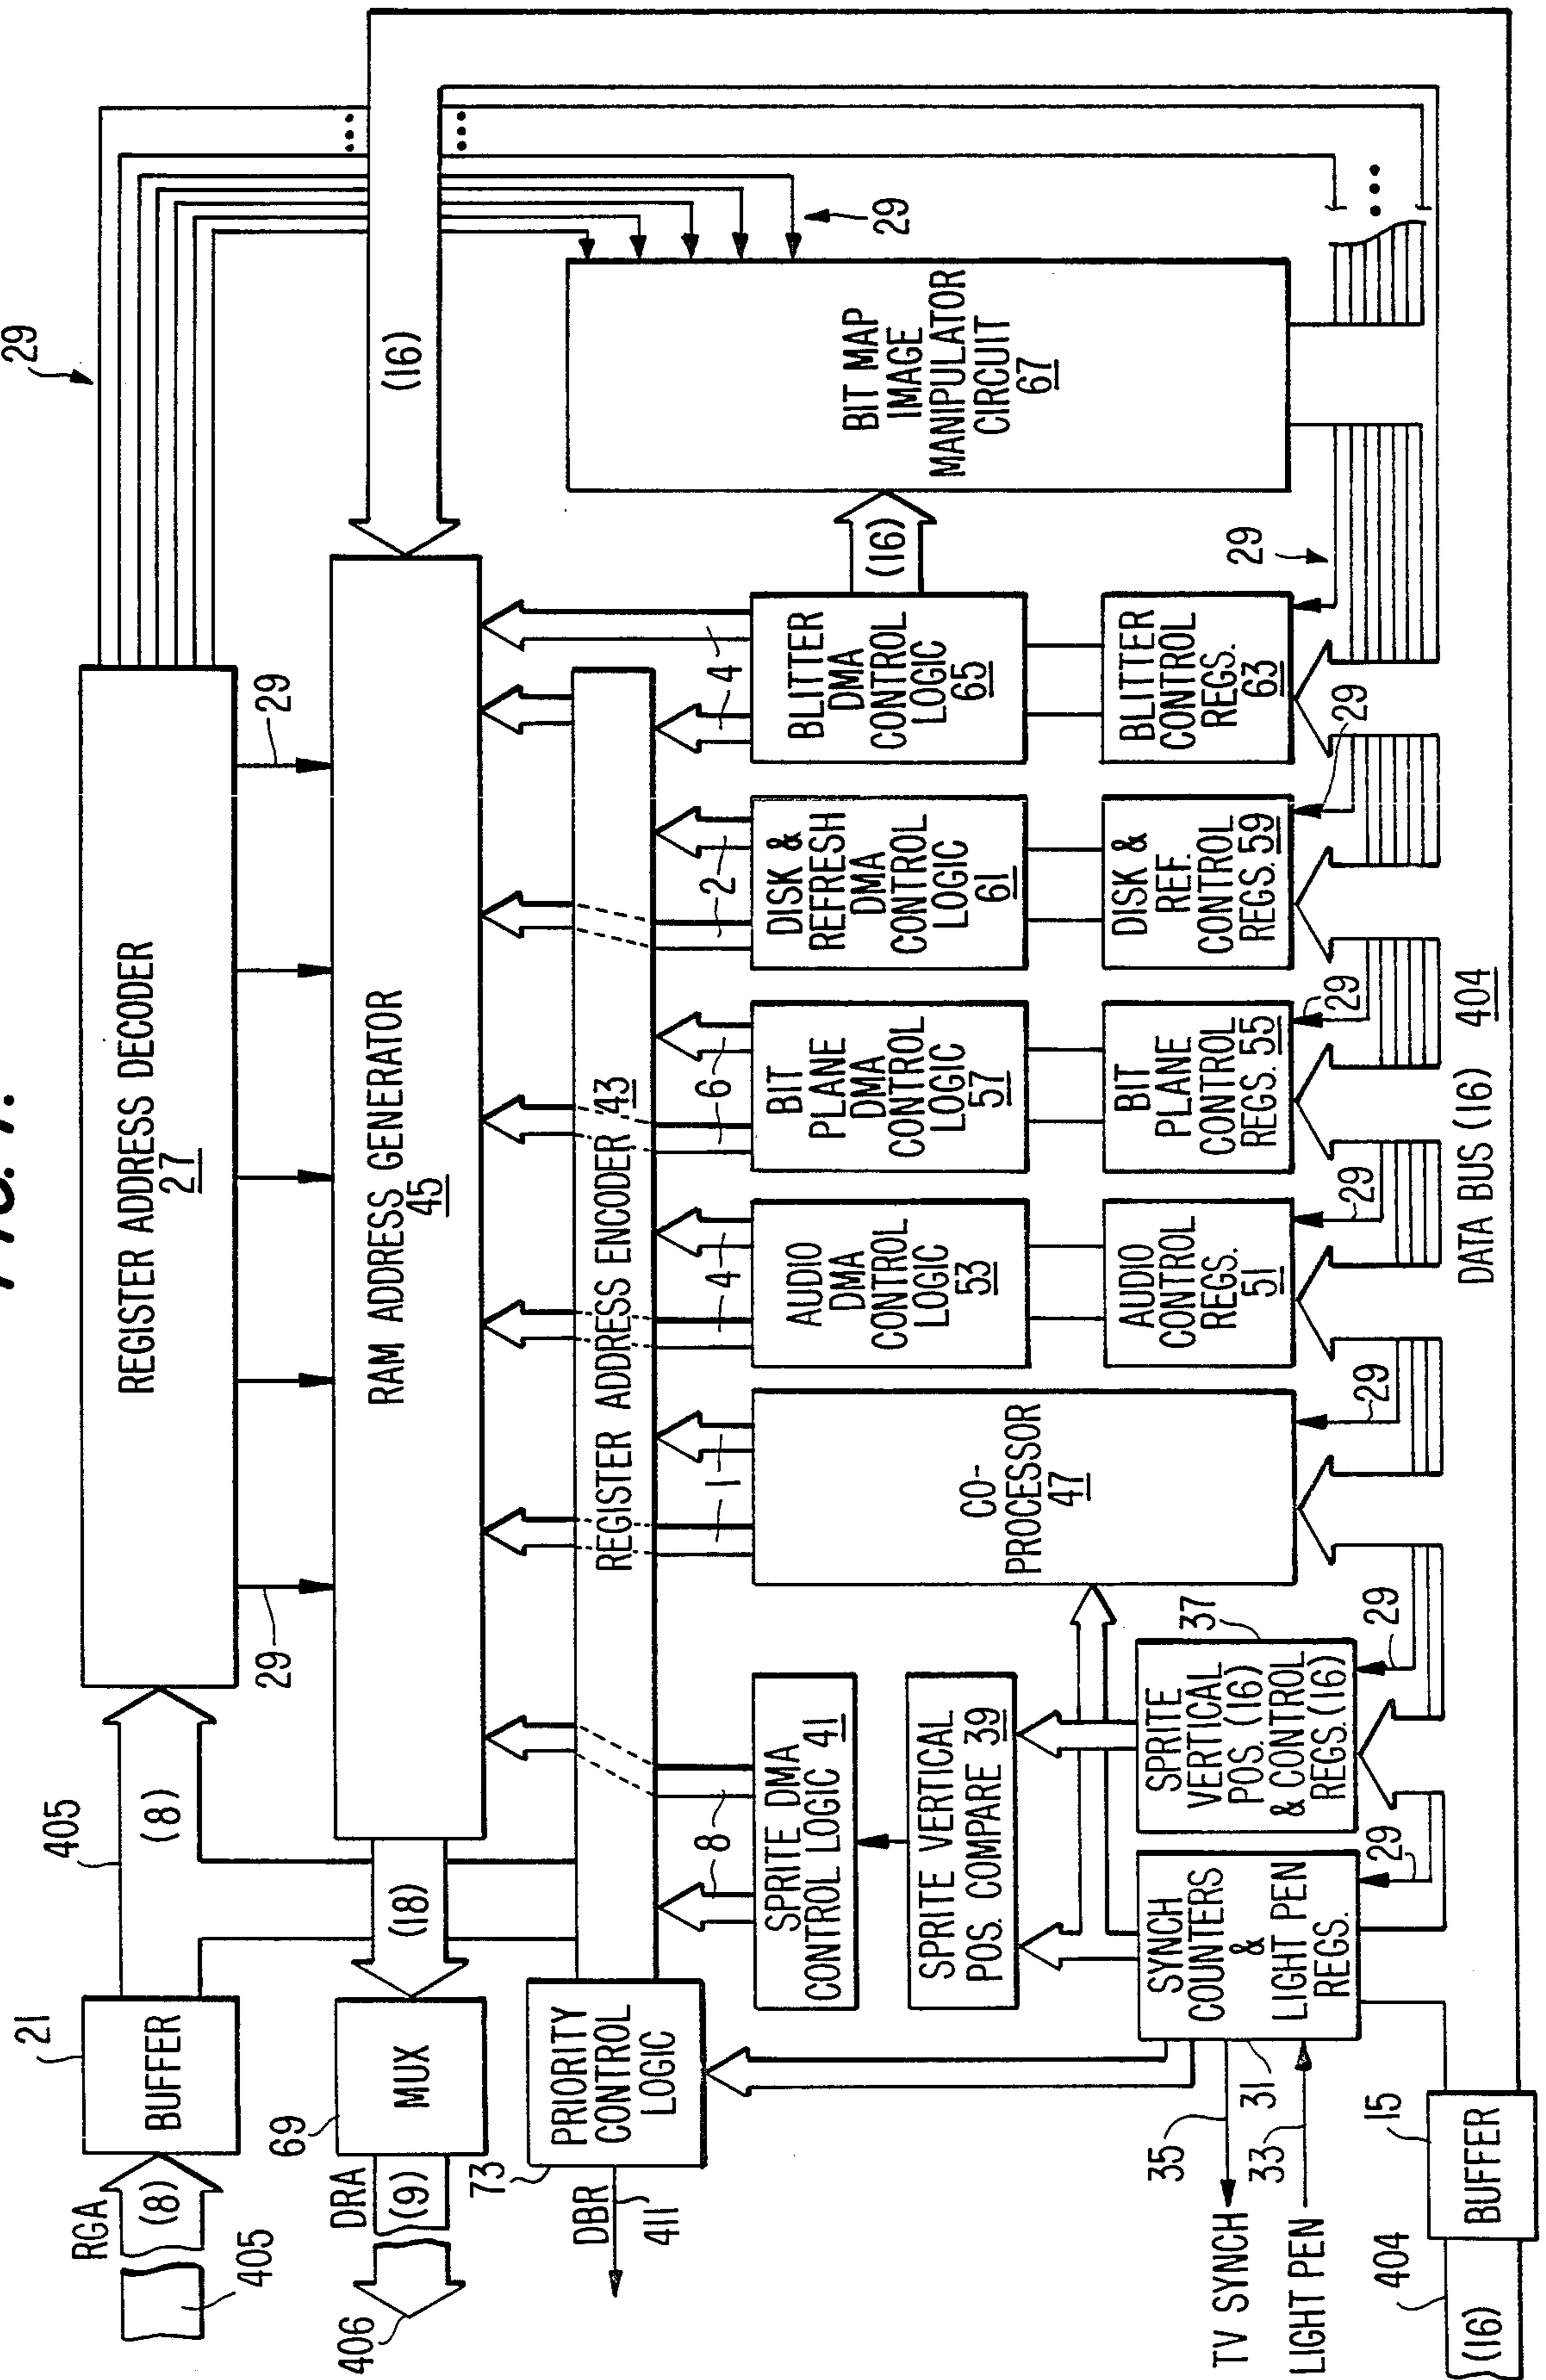 FIG. 1.
29
REGISTER ADDRESS DECODER
27
405
(8)
21
BUFFER
RGA
(8)
405
29
29
(16)
RAM ADDRESS GENERATOR
45
(18)
69
MUX
DRA
(9)
406
REGISTER ADDRESS ENCODER 43
PRIORITY
CONTROL
LOGIC
73
DBR
411
29
BIT MAP
IMAGE
MANIPULATOR
CIRCUIT
67
(16)
4
4
2
2
6
6
4
4
1
1
8
BLITTER
DMA
CONTROL
LOGIC
65
DISK &
REFRESH
DMA
CONTROL
LOGIC
61
BIT
PLANE
DMA
CONTROL
LOGIC
57
AUDIO
DMA
CONTROL
LOGIC
53
CO-
PROCESSOR
47
SPRITE DMA
CONTROL LOGIC 41
SPRITE VERTICAL
POS. COMPARE 39
BLITTER
CONTROL
REGS.
63
DISK &
REF.
CONTROL
REGS. 59
BIT
PLANE
CONTROL
REGS. 55
AUDIO
CONTROL
REGS.
51
SPRITE
VERTICAL
POS. (16)
& CONTROL
REGS. (16)
37
SYNCH
COUNTERS
&
LIGHT PEN
REGS.
31
29
29
29
29
29
29
29
35
TV SYNCH
33
LIGHT PEN
DATA BUS (16) 404
15
BUFFER
404
(16)